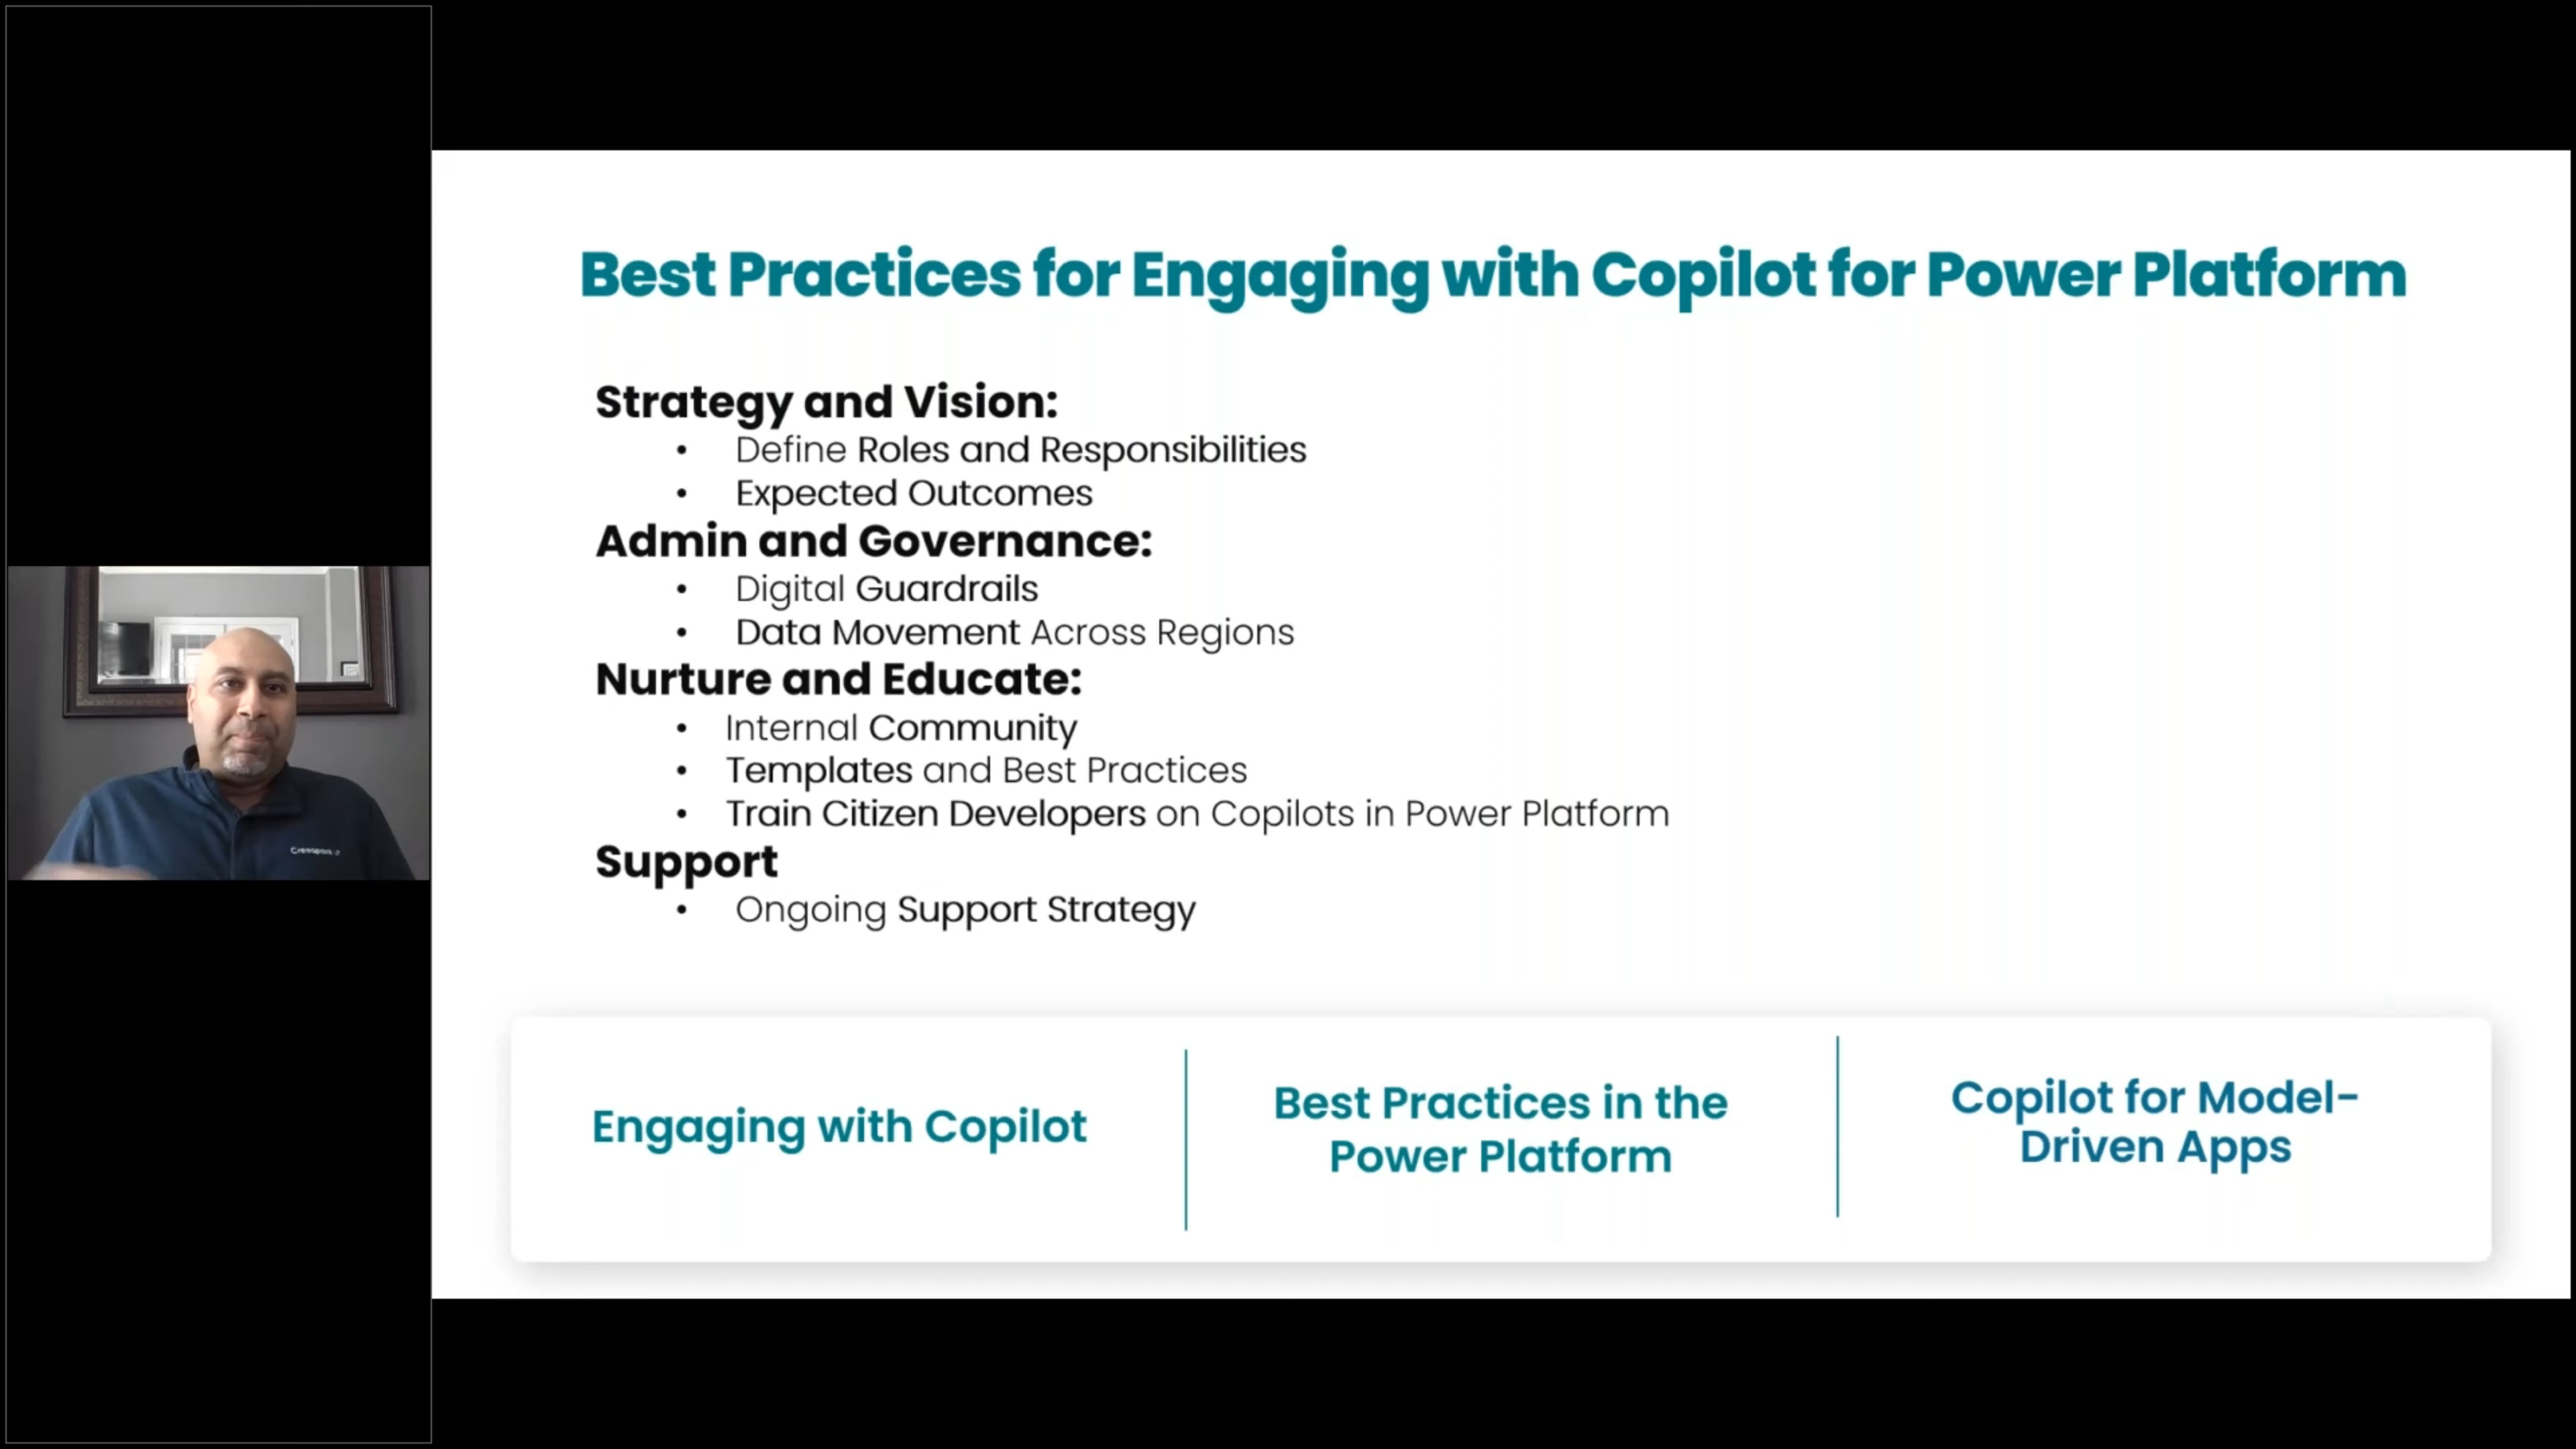 Best Practices for Engaging with Copilot for Power Platform
Strategy and Vision:
• Define Roles and Responsibilities
• Expected Outcomes
Admin and Governance:
• Digital Guardrails
• Data Movement Across Regions
Nurture and Educate:
• Internal Community
• Templates and Best Practices
• Train Citizen Developers on Copilots in Power Platform
Support
• Ongoing Support Strategy
Engaging with Copilot
Best Practices in the
Power Platform
Copilot for Model-
Driven Apps